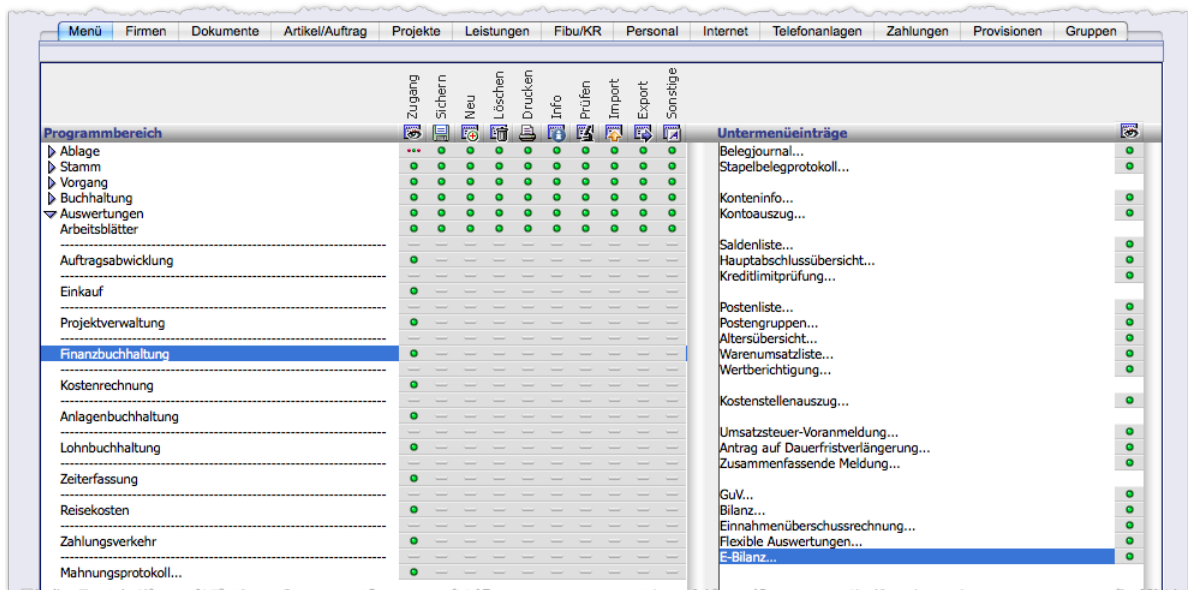 Menü Firmen Dokumente Artikel/Auftrag Projekte Leistungen Fibu/KR Personal Internet Telefonanlagen Zahlungen Provisionen Gruppen
Zugang Sichern Neu Löschen Drucken Info Prüfen Import Export Sonstige
Programmbereich
Ablage
Stamm
Vorgang
Buchhaltung
Auswertungen
Arbeitsblätter
Auftragsabwicklung
Einkauf
Projektverwaltung
Finanzbuchhaltung
Kostenrechnung
Anlagenbuchhaltung
Lohnbuchhaltung
Zeiterfassung
Reisekosten
Zahlungsverkehr
Mahnungsprotokoll...
Untermenüeinträge
Belegjournal...
Stapelbelegprotokoll...
Konteninfo...
Kontoauszug...
Saldenliste...
Hauptabschlussübersicht...
Kreditlimitprüfung...
Postenliste...
Postengruppen...
Altersübersicht...
Warenumsatzliste...
Wertberichtigung...
Kostenstellenauszug...
Umsatzsteuer-Voranmeldung...
Antrag auf Dauerfristverlängerung...
Zusammenfassende Meldung...
GuV...
Bilanz...
Einnahmenüberschussrechnung...
Flexible Auswertungen...
E-Bilanz...